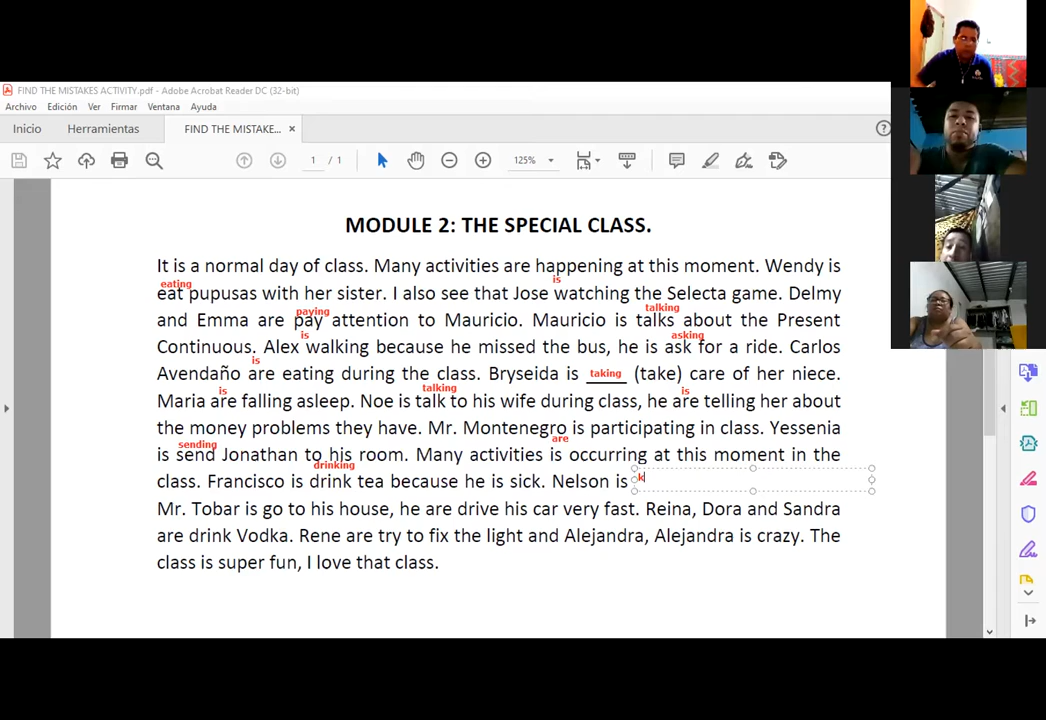 FIND THE MISTAKES ACTIVITY.pdf - Adobe Acrobat Reader DC (32-bit)
Archivo Edición Ver Firmar Ventana Ayuda
Inicio Herramientas FIND THE MISTAKE... ×
1 / 1 125%
MODULE 2: THE SPECIAL CLASS.
It is a normal day of class. Many activities are happening at this moment. Wendy is
eating is
eat pupusas with her sister. I also see that Jose watching the Selecta game. Delmy
paying talking
and Emma are pay attention to Mauricio. Mauricio is talks about the Present
is asking
Continuous. Alex walking because he missed the bus, he is ask for a ride. Carlos
is taking
Avendaño are eating during the class. Bryseida is ______ (take) care of her niece.
is talking is
Maria are falling asleep. Noe is talk to his wife during class, he are telling her about
the money problems they have. Mr. Montenegro is participating in class. Yessenia
sending are
is send Jonathan to his room. Many activities is occurring at this moment in the
drinking
class. Francisco is drink tea because he is sick. Nelson is k
Mr. Tobar is go to his house, he are drive his car very fast. Reina, Dora and Sandra
are drink Vodka. Rene are try to fix the light and Alejandra, Alejandra is crazy. The
class is super fun, I love that class.